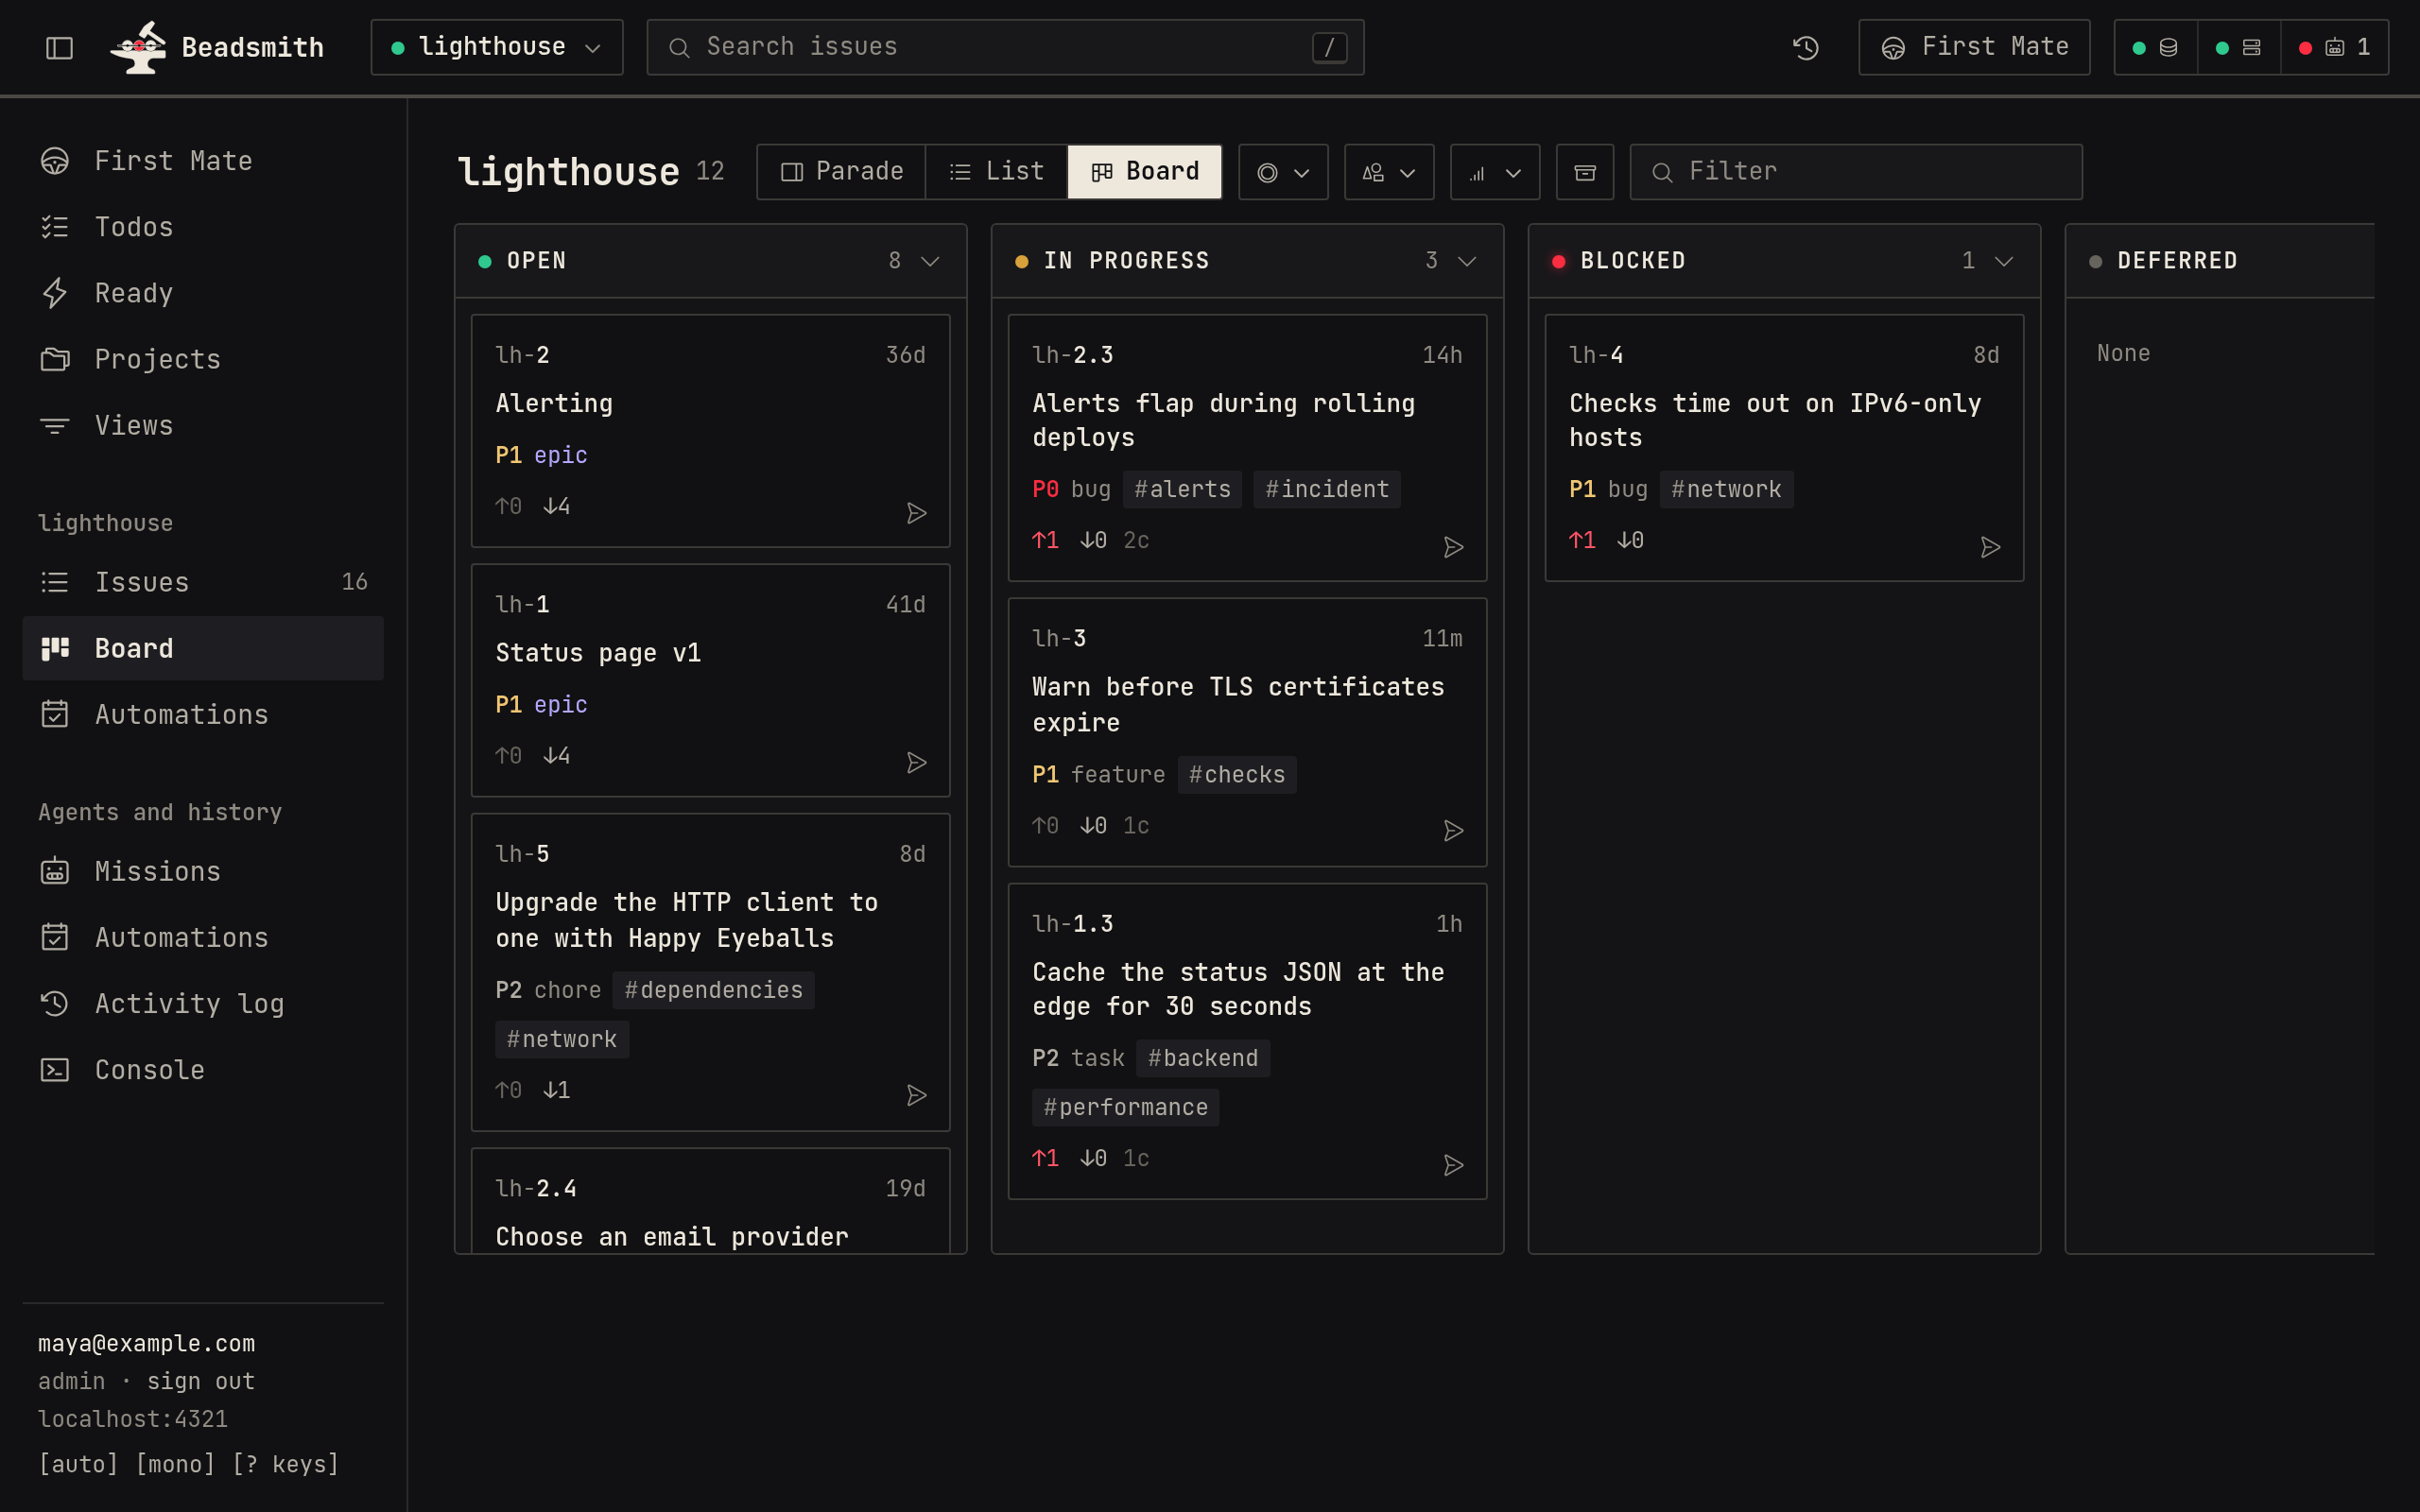 Beadsmith
lighthouse
Search issues
/
First Mate
1
First Mate
Todos
Ready
Projects
Views
lighthouse
Issues 16
Board
Automations
Agents and history
Missions
Automations
Activity log
Console
maya@example.com
admin · sign out
localhost:4321
[auto] [mono] [? keys]
lighthouse 12
Parade
List
Board
Filter
OPEN 8
lh-2 36d
Alerting
P1 epic
↑0 ↓4
lh-1 41d
Status page v1
P1 epic
↑0 ↓4
lh-5 8d
Upgrade the HTTP client to
one with Happy Eyeballs
P2 chore #dependencies
#network
↑0 ↓1
lh-2.4 19d
Choose an email provider
IN PROGRESS 3
lh-2.3 14h
Alerts flap during rolling
deploys
P0 bug #alerts #incident
↑1 ↓0 2c
lh-3 11m
Warn before TLS certificates
expire
P1 feature #checks
↑0 ↓0 1c
lh-1.3 1h
Cache the status JSON at the
edge for 30 seconds
P2 task #backend
#performance
↑1 ↓0 1c
BLOCKED 1
lh-4 8d
Checks time out on IPv6-only
hosts
P1 bug #network
↑1 ↓0
DEFERRED
None